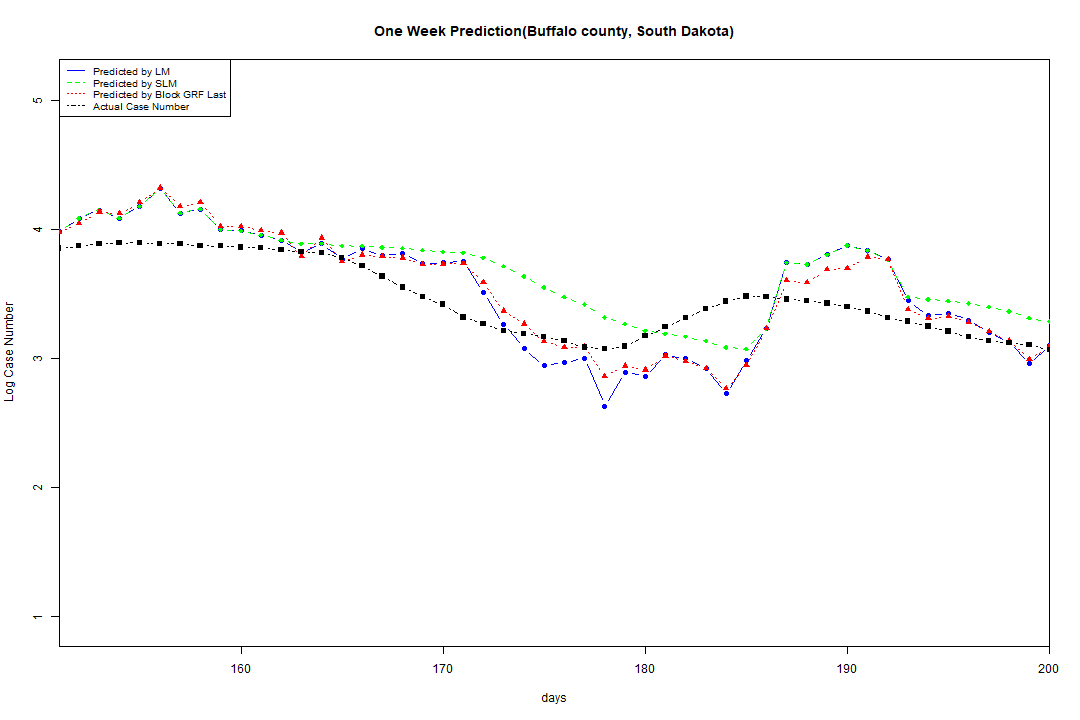 One Week Prediction(Buffalo county, South Dakota)
Predicted by LM
Predicted by SLM
Predicted by Block GRF Last
Actual Case Number
5
4
3
2
1
Log Case Number
160 170 180 190 200
days